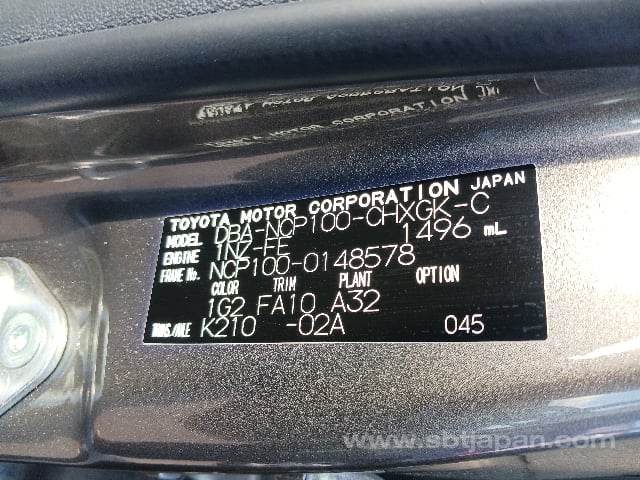 TOYOTA MOTOR CORPORATION JAPAN
MODEL DBA-NCP100-CHXGK-C
ENGINE 1NZ-FE 1496 mL
FRAME No. NCP100-0148578
COLOR TRIM PLANT OPTION
1G2 FA10 A32
TRANS./AXLE K210 -02A 045
www.sbtjapan.com